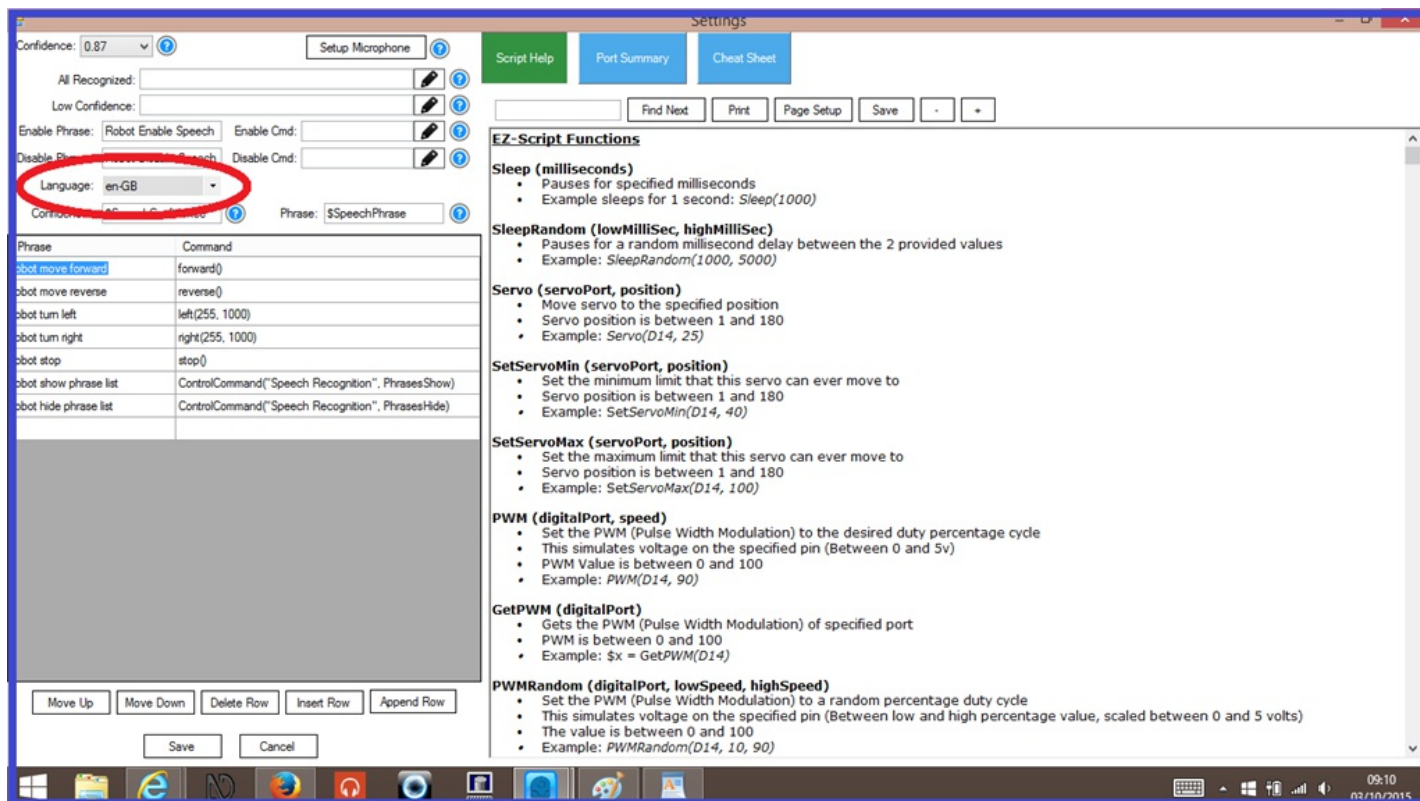 Settings
Confidence: 0.87 Setup Microphone
All Recognized:
Low Confidence:
Enable Phrase: Robot Enable Speech Enable Cmd:
Disable Cmd:
Language: en-GB
Phrase: $SpeechPhrase
Phrase Command
obot move forward forward()
obot move reverse reverse()
obot turn left left(255, 1000)
obot turn right right(255, 1000)
obot stop stop()
obot show phrase list ControlCommand("Speech Recognition", PhrasesShow)
obot hide phrase list ControlCommand("Speech Recognition", PhrasesHide)
Move Up Move Down Delete Row Insert Row Append Row
Save Cancel
Script Help Port Summary Cheat Sheet
Find Next Print Page Setup Save - +
EZ-Script Functions
Sleep (milliseconds)
• Pauses for specified milliseconds
• Example sleeps for 1 second: Sleep(1000)
SleepRandom (lowMilliSec, highMilliSec)
• Pauses for a random millisecond delay between the 2 provided values
• Example: SleepRandom(1000, 5000)
Servo (servoPort, position)
• Move servo to the specified position
• Servo position is between 1 and 180
• Example: Servo(D14, 25)
SetServoMin (servoPort, position)
• Set the minimum limit that this servo can ever move to
• Servo position is between 1 and 180
• Example: SetServoMin(D14, 40)
SetServoMax (servoPort, position)
• Set the maximum limit that this servo can ever move to
• Servo position is between 1 and 180
• Example: SetServoMax(D14, 100)
PWM (digitalPort, speed)
• Set the PWM (Pulse Width Modulation) to the desired duty percentage cycle
• This simulates voltage on the specified pin (Between 0 and 5v)
• PWM Value is between 0 and 100
• Example: PWM(D14, 90)
GetPWM (digitalPort)
• Gets the PWM (Pulse Width Modulation) of specified port
• PWM is between 0 and 100
• Example: $x = GetPWM(D14)
PWMRandom (digitalPort, lowSpeed, highSpeed)
• Set the PWM (Pulse Width Modulation) to a random percentage duty cycle
• This simulates voltage on the specified pin (Between low and high percentage value, scaled between 0 and 5 volts)
• The value is between 0 and 100
• Example: PWMRandom(D14, 10, 90)
09:10
03/10/2015